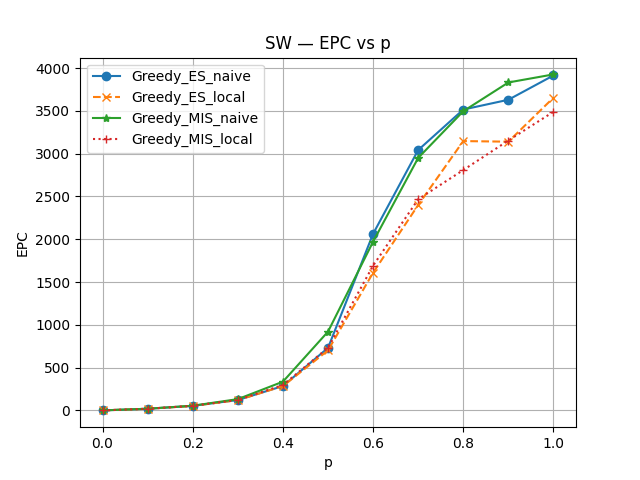 SW — EPC vs p
Greedy_ES_naive
Greedy_ES_local
Greedy_MIS_naive
Greedy_MIS_local
4000
3500
3000
2500
2000
1500
1000
500
0
EPC
0.0 0.2 0.4 0.6 0.8 1.0
p